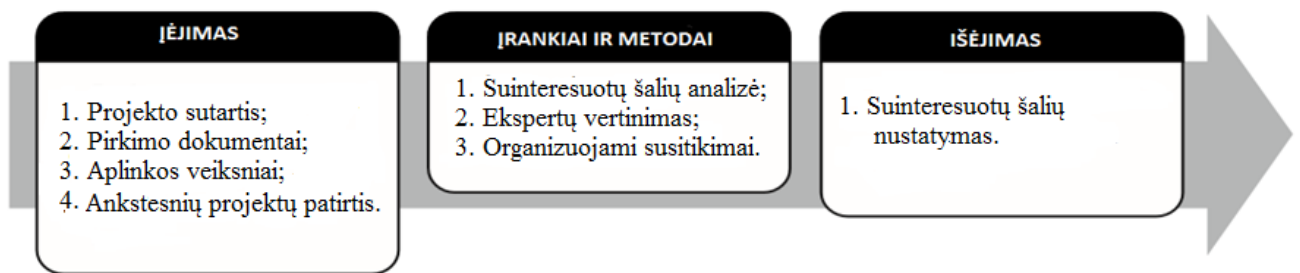 ĮĖJIMAS
1. Projekto sutartis;
2. Pirkimo dokumentai;
3. Aplinkos veiksniai;
4. Ankstesnių projektų patirtis.
ĮRANKIAI IR METODAI
1. Suinteresuotų šalių analizė;
2. Ekspertų vertinimas;
3. Organizuojami susitikimai.
IŠĖJIMAS
1. Suinteresuotų šalių
nustatymas.